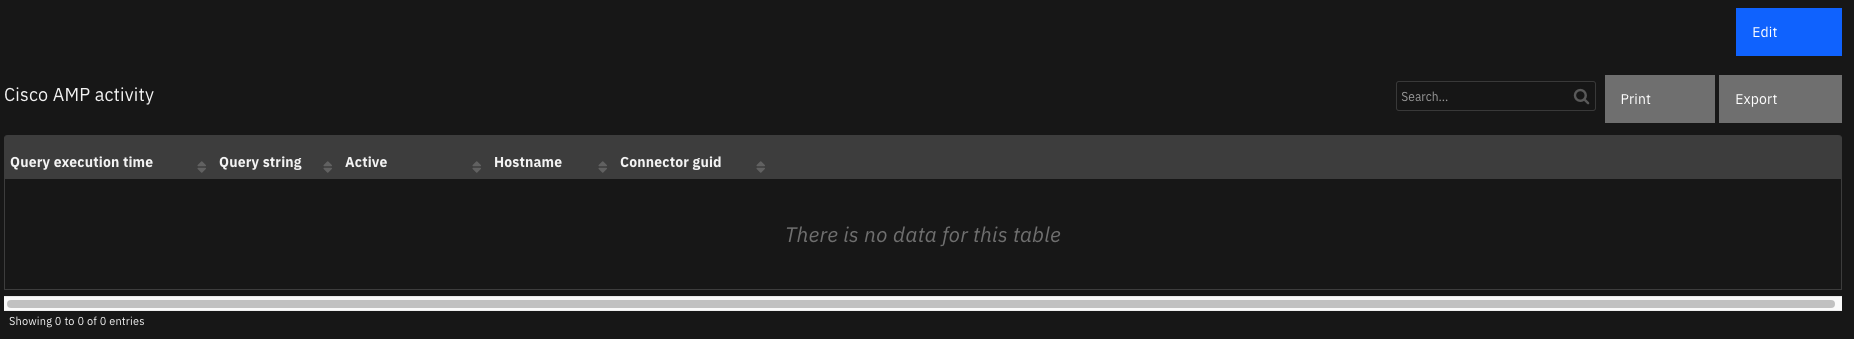 Edit
Cisco AMP activity
Search...
Print
Export
Query execution time Query string Active Hostname Connector guid
There is no data for this table
Showing 0 to 0 of 0 entries